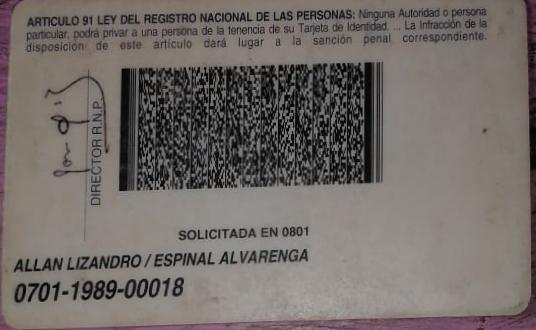 ARTICULO 91 LEY DEL REGISTRO NACIONAL DE LAS PERSONAS: Ninguna Autoridad o persona
particular, podrá privar a una persona de la tenencia de su Tarjeta de Identidad. ... La Infracción de la
disposición de este artículo dará lugar a la sanción penal correspondiente.
DIRECTOR R.N.P.
SOLICITADA EN 0801
ALLAN LIZANDRO / ESPINAL ALVARENGA
0701-1989-00018